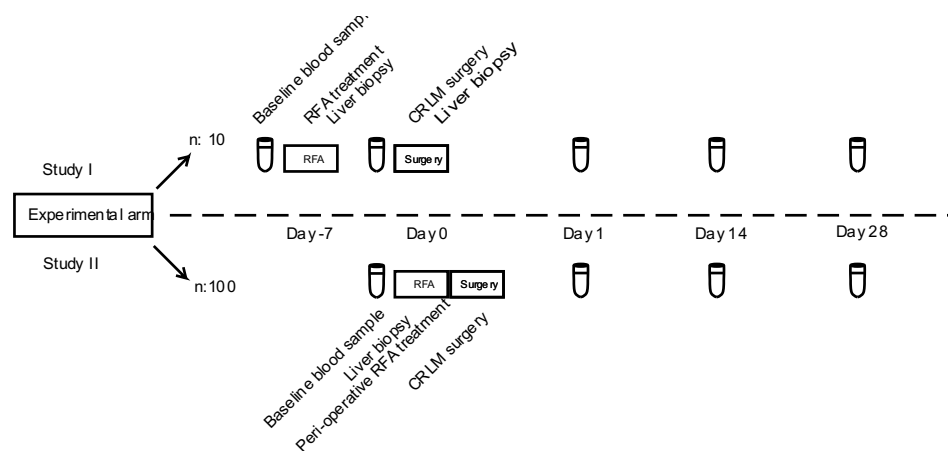 Baseline blood sample
RFA treatment
Liver biopsy
CRLM surgery
Liver biopsy
n: 10
RFA
Surgery
Study I
Experimental arm
Day -7
Day 0
Day 1
Day 14
Day 28
Study II
n:100
RFA
Surgery
Baseline blood sample
Liver biopsy
Peri-operative RFA treatment
CRLM surgery